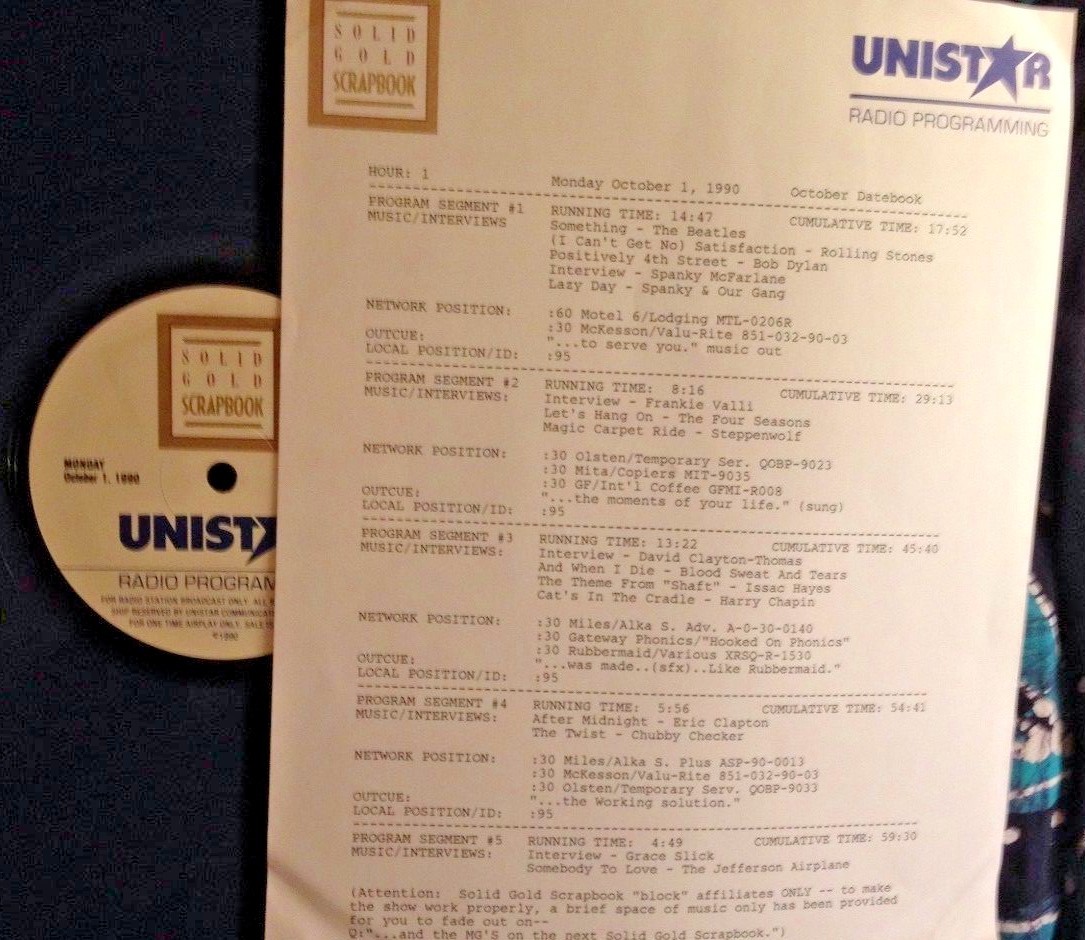 SOLID
GOLD
SCRAPBOOK
UNISTAR
RADIO PROGRAMMING
HOUR: 1 Monday October 1, 1990 October Datebook
PROGRAM SEGMENT #1 RUNNING TIME: 14:47 CUMULATIVE TIME: 17:52
MUSIC/INTERVIEWS Something - The Beatles
(I Can't Get No) Satisfaction - Rolling Stones
Positively 4th Street - Bob Dylan
Interview - Spanky McFarlane
Lazy Day - Spanky & Our Gang
NETWORK POSITION: :60 Motel 6/Lodging MTL-0206R
:30 McKesson/Valu-Rite 851-032-90-03
OUTCUE: "...to serve you." music out
LOCAL POSITION/ID: :95
PROGRAM SEGMENT #2 RUNNING TIME: 8:16 CUMULATIVE TIME: 29:13
MUSIC/INTERVIEWS: Interview - Frankie Valli
Let's Hang On - The Four Seasons
Magic Carpet Ride - Steppenwolf
NETWORK POSITION: :30 Olsten/Temporary Ser. QOBP-9023
:30 Mita/Copiers MIT-9035
:30 GF/Int'l Coffee GFMI-R008
OUTCUE: "...the moments of your life." (sung)
LOCAL POSITION/ID: :95
PROGRAM SEGMENT #3 RUNNING TIME: 13:22 CUMULATIVE TIME: 45:40
MUSIC/INTERVIEWS: Interview - David Clayton-Thomas
And When I Die - Blood Sweat And Tears
The Theme From "Shaft" - Issac Hayes
Cat's In The Cradle - Harry Chapin
NETWORK POSITION: :30 Miles/Alka S. Adv. A-0-30-0140
:30 Gateway Phonics/"Hooked On Phonics"
:30 Rubbermaid/Various XRSQ-R-1530
OUTCUE: "...was made..(sfx)..Like Rubbermaid."
LOCAL POSITION/ID: :95
PROGRAM SEGMENT #4 RUNNING TIME: 5:56 CUMULATIVE TIME: 54:41
MUSIC/INTERVIEWS: After Midnight - Eric Clapton
The Twist - Chubby Checker
NETWORK POSITION: :30 Miles/Alka S. Plus ASP-90-0013
:30 McKesson/Valu-Rite 851-032-90-03
:30 Olsten/Temporary Serv. QOBP-9033
OUTCUE: "...the Working solution."
LOCAL POSITION/ID: :95
PROGRAM SEGMENT #5 RUNNING TIME: 4:49 CUMULATIVE TIME: 59:30
MUSIC/INTERVIEWS: Interview - Grace Slick
Somebody To Love - The Jefferson Airplane
(Attention: Solid Gold Scrapbook "block" affiliates ONLY -- to make
the show work properly, a brief space of music only has been provided
for you to fade out on--
Q:"...and the MG'S on the next Solid Gold Scrapbook.")
SOLID
GOLD
SCRAPBOOK
MONDAY
October 1, 1990
UNIST
RADIO PROGRAM
FOR RADIO STATION BROADCAST ONLY. ALL
SHIP RESERVED BY UNISTAR COMMUNICAT
FOR ONE TIME AIRPLAY ONLY. SALE
©1990